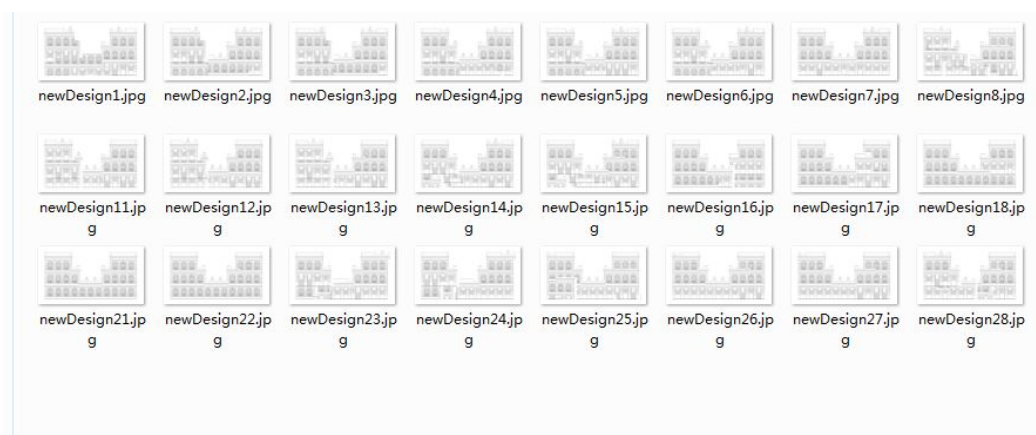 newDesign1.jpg newDesign2.jpg newDesign3.jpg newDesign4.jpg newDesign5.jpg newDesign6.jpg newDesign7.jpg newDesign8.jpg
newDesign11.jp newDesign12.jp newDesign13.jp newDesign14.jp newDesign15.jp newDesign16.jp newDesign17.jp newDesign18.jp
g g g g g g g g
newDesign21.jp newDesign22.jp newDesign23.jp newDesign24.jp newDesign25.jp newDesign26.jp newDesign27.jp newDesign28.jp
g g g g g g g g